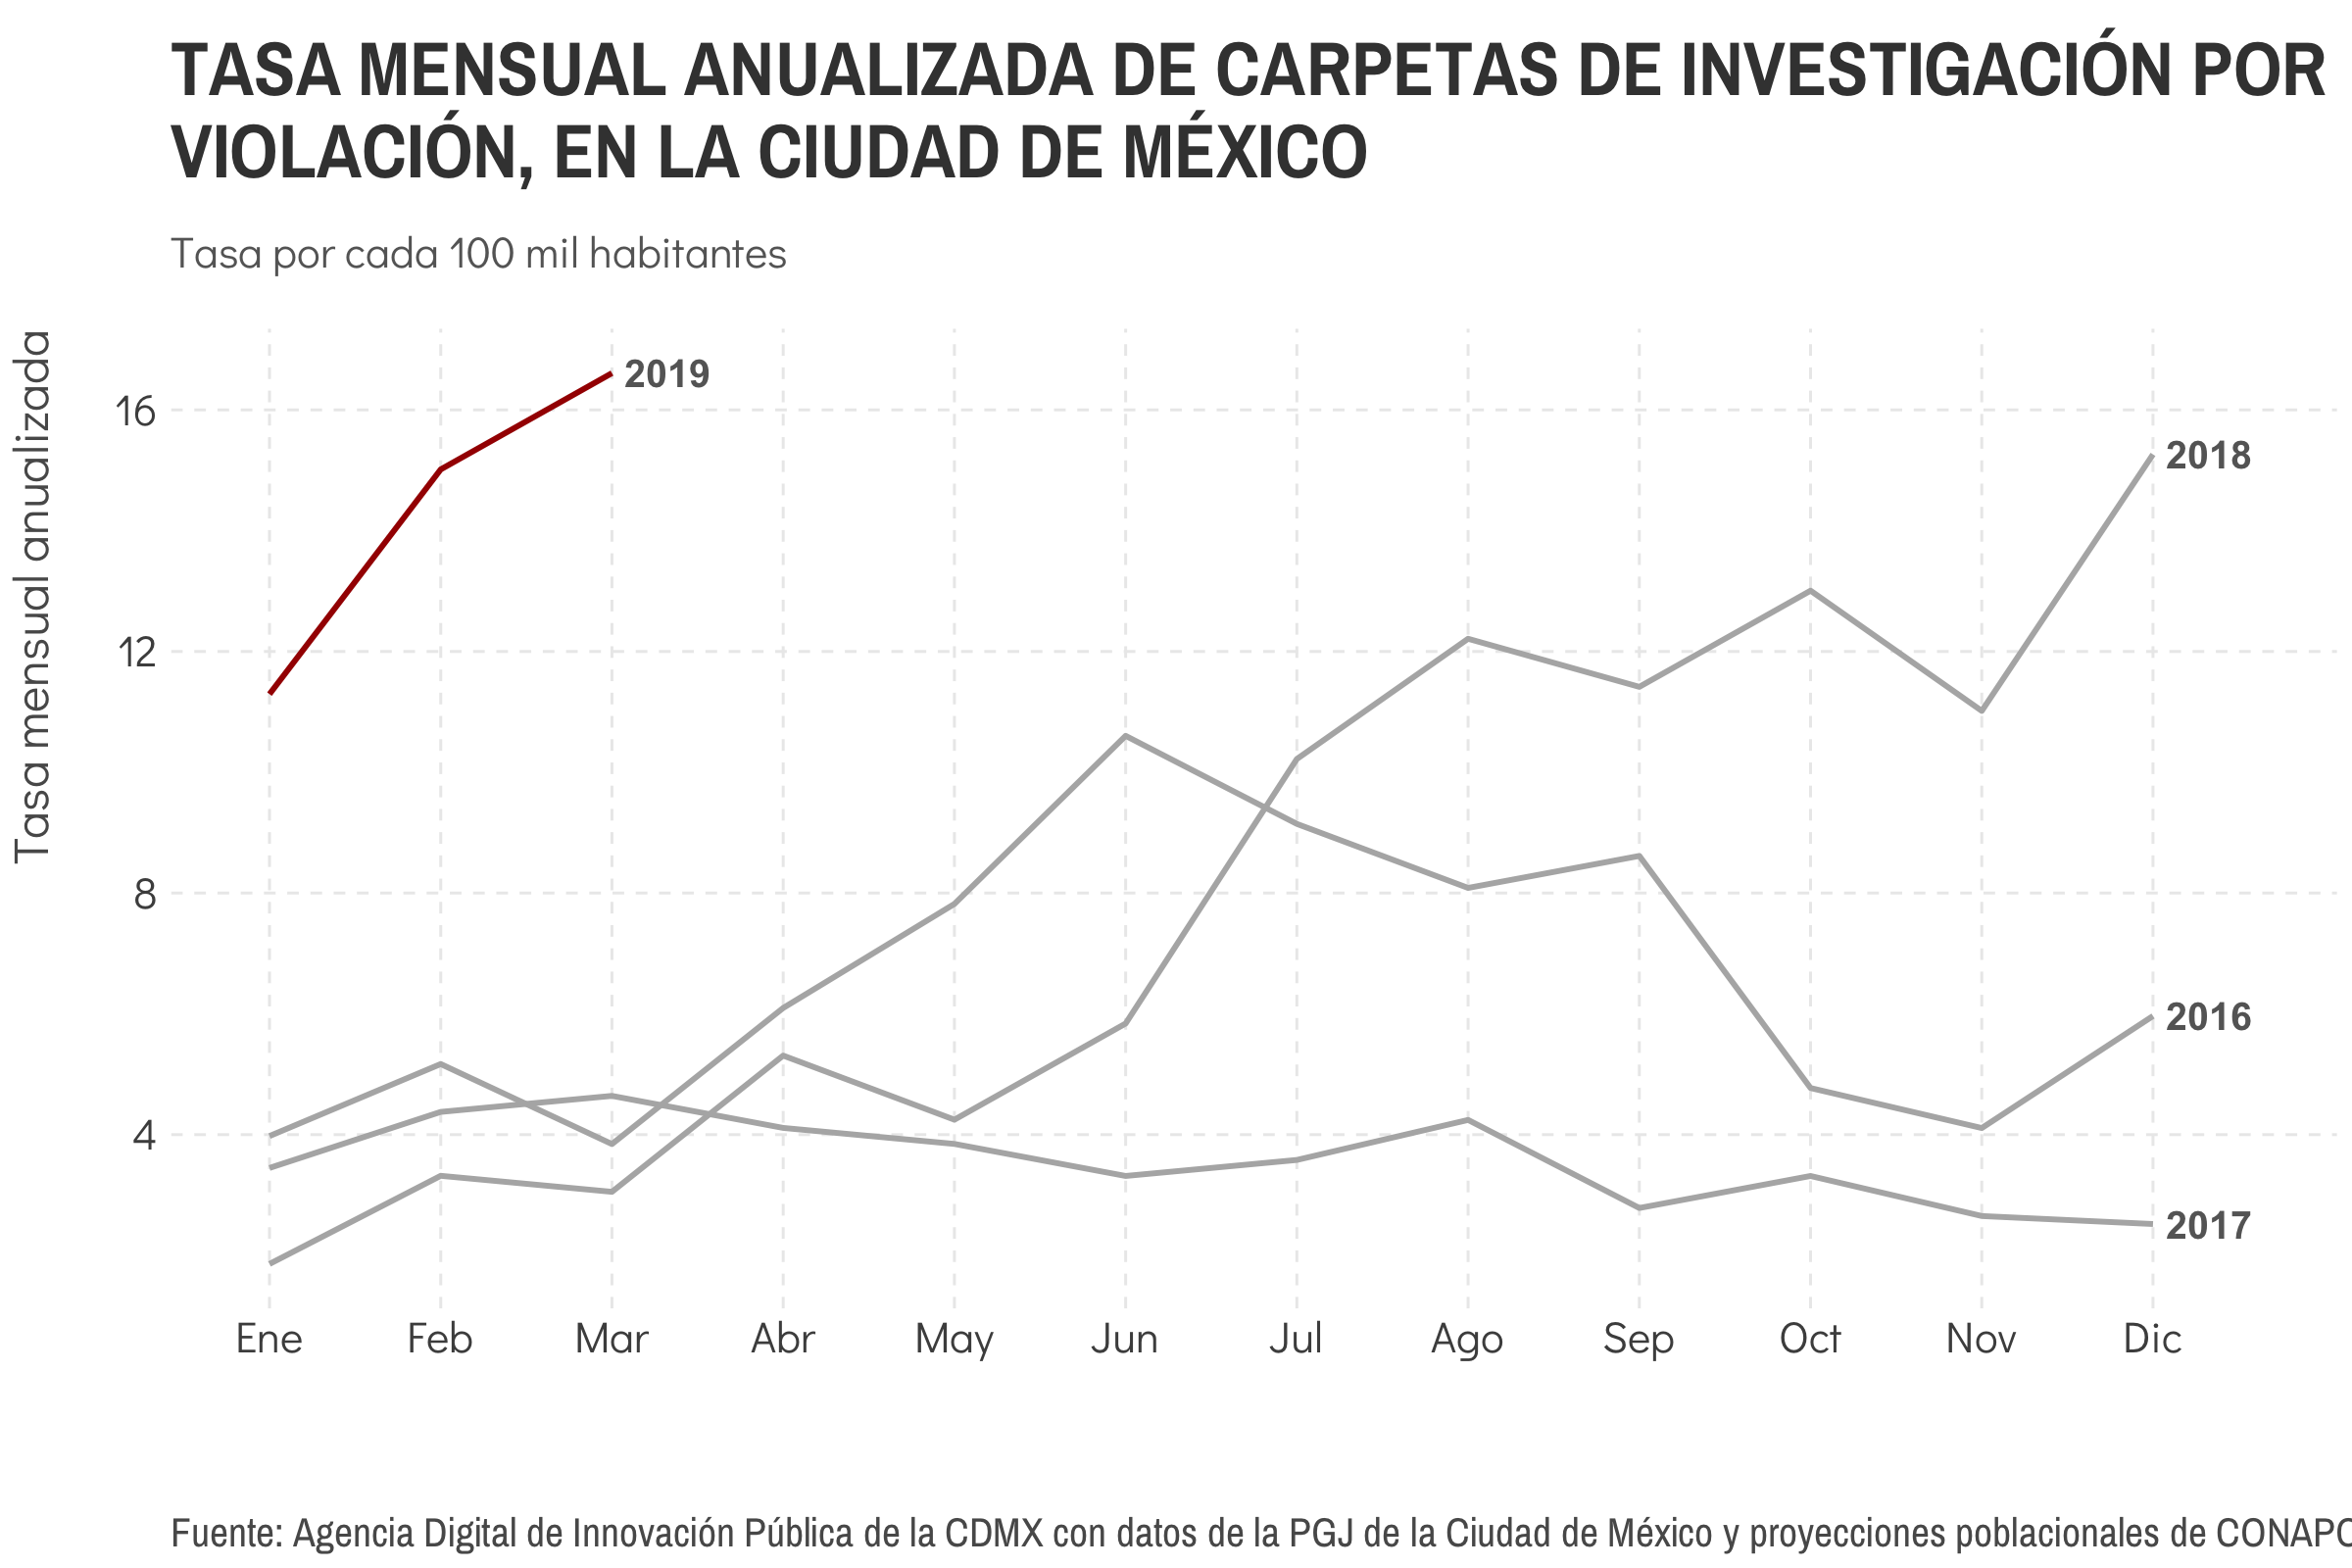 TASA MENSUAL ANUALIZADA DE CARPETAS DE INVESTIGACIÓN POR
VIOLACIÓN, EN LA CIUDAD DE MÉXICO
Tasa por cada 100 mil habitantes
Tasa mensual anualizada
16
12
8
4
2019
2018
2016
2017
Ene
Feb
Mar
Abr
May
Jun
Jul
Ago
Sep
Oct
Nov
Dic
Fuente: Agencia Digital de Innovación Pública de la CDMX con datos de la PGJ de la Ciudad de México y proyecciones poblacionales de